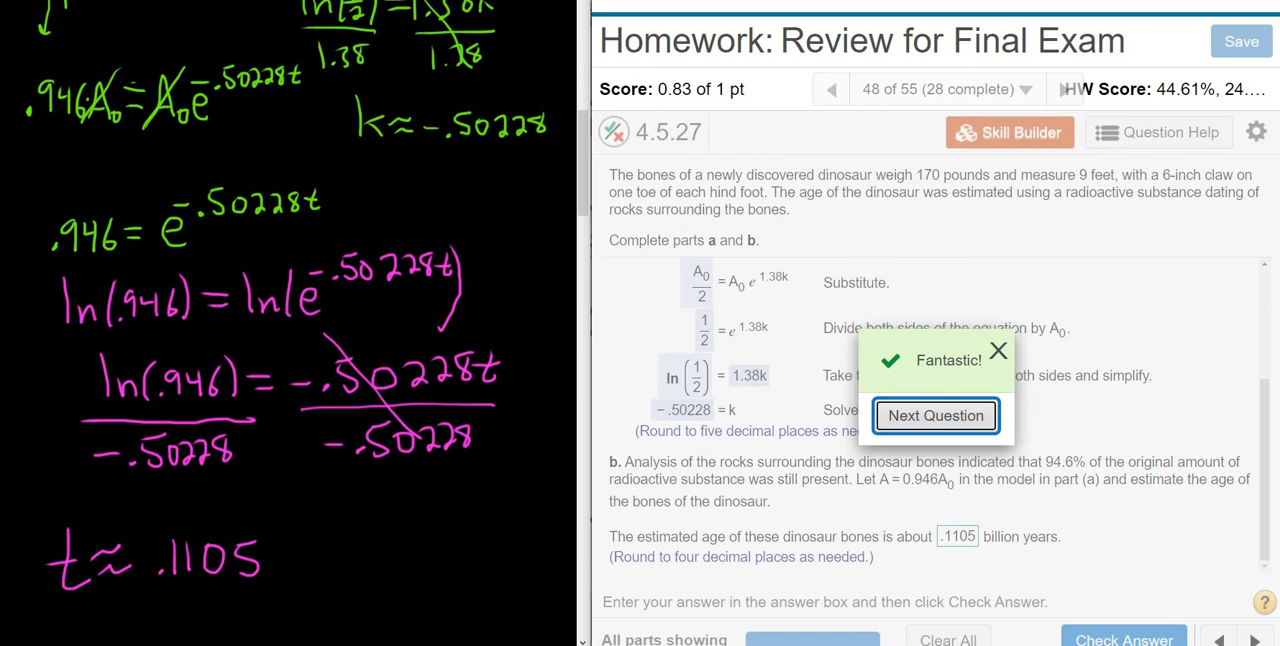 ln(1/2) = 1.38k
1.38 1.38
.946A₀ = A₀e^-.50228t
k ≈ -.50228
.946 = e^-.50228t
ln(.946) = ln(e^-.50228t)
ln(.946) = -.50228t
-.50228 -.50228
t ≈ .1105
Homework: Review for Final Exam
Save
Score: 0.83 of 1 pt
48 of 55 (28 complete)
HW Score: 44.61%, 24....
4.5.27
Skill Builder
Question Help
The bones of a newly discovered dinosaur weigh 170 pounds and measure 9 feet, with a 6-inch claw on
one toe of each hind foot. The age of the dinosaur was estimated using a radioactive substance dating of
rocks surrounding the bones.
Complete parts a and b.
A₀/2 = A₀ e^1.38k Substitute.
1/2 = e^1.38k Divide both sides of the equation by A₀.
ln (1/2) = 1.38k Take oth sides and simplify.
-.50228 = k Solve
(Round to five decimal places as ne
Fantastic!
Next Question
b. Analysis of the rocks surrounding the dinosaur bones indicated that 94.6% of the original amount of
radioactive substance was still present. Let A = 0.946A₀ in the model in part (a) and estimate the age of
the bones of the dinosaur.
The estimated age of these dinosaur bones is about .1105 billion years.
(Round to four decimal places as needed.)
Enter your answer in the answer box and then click Check Answer.
?
All parts showing
Clear All
Check Answer